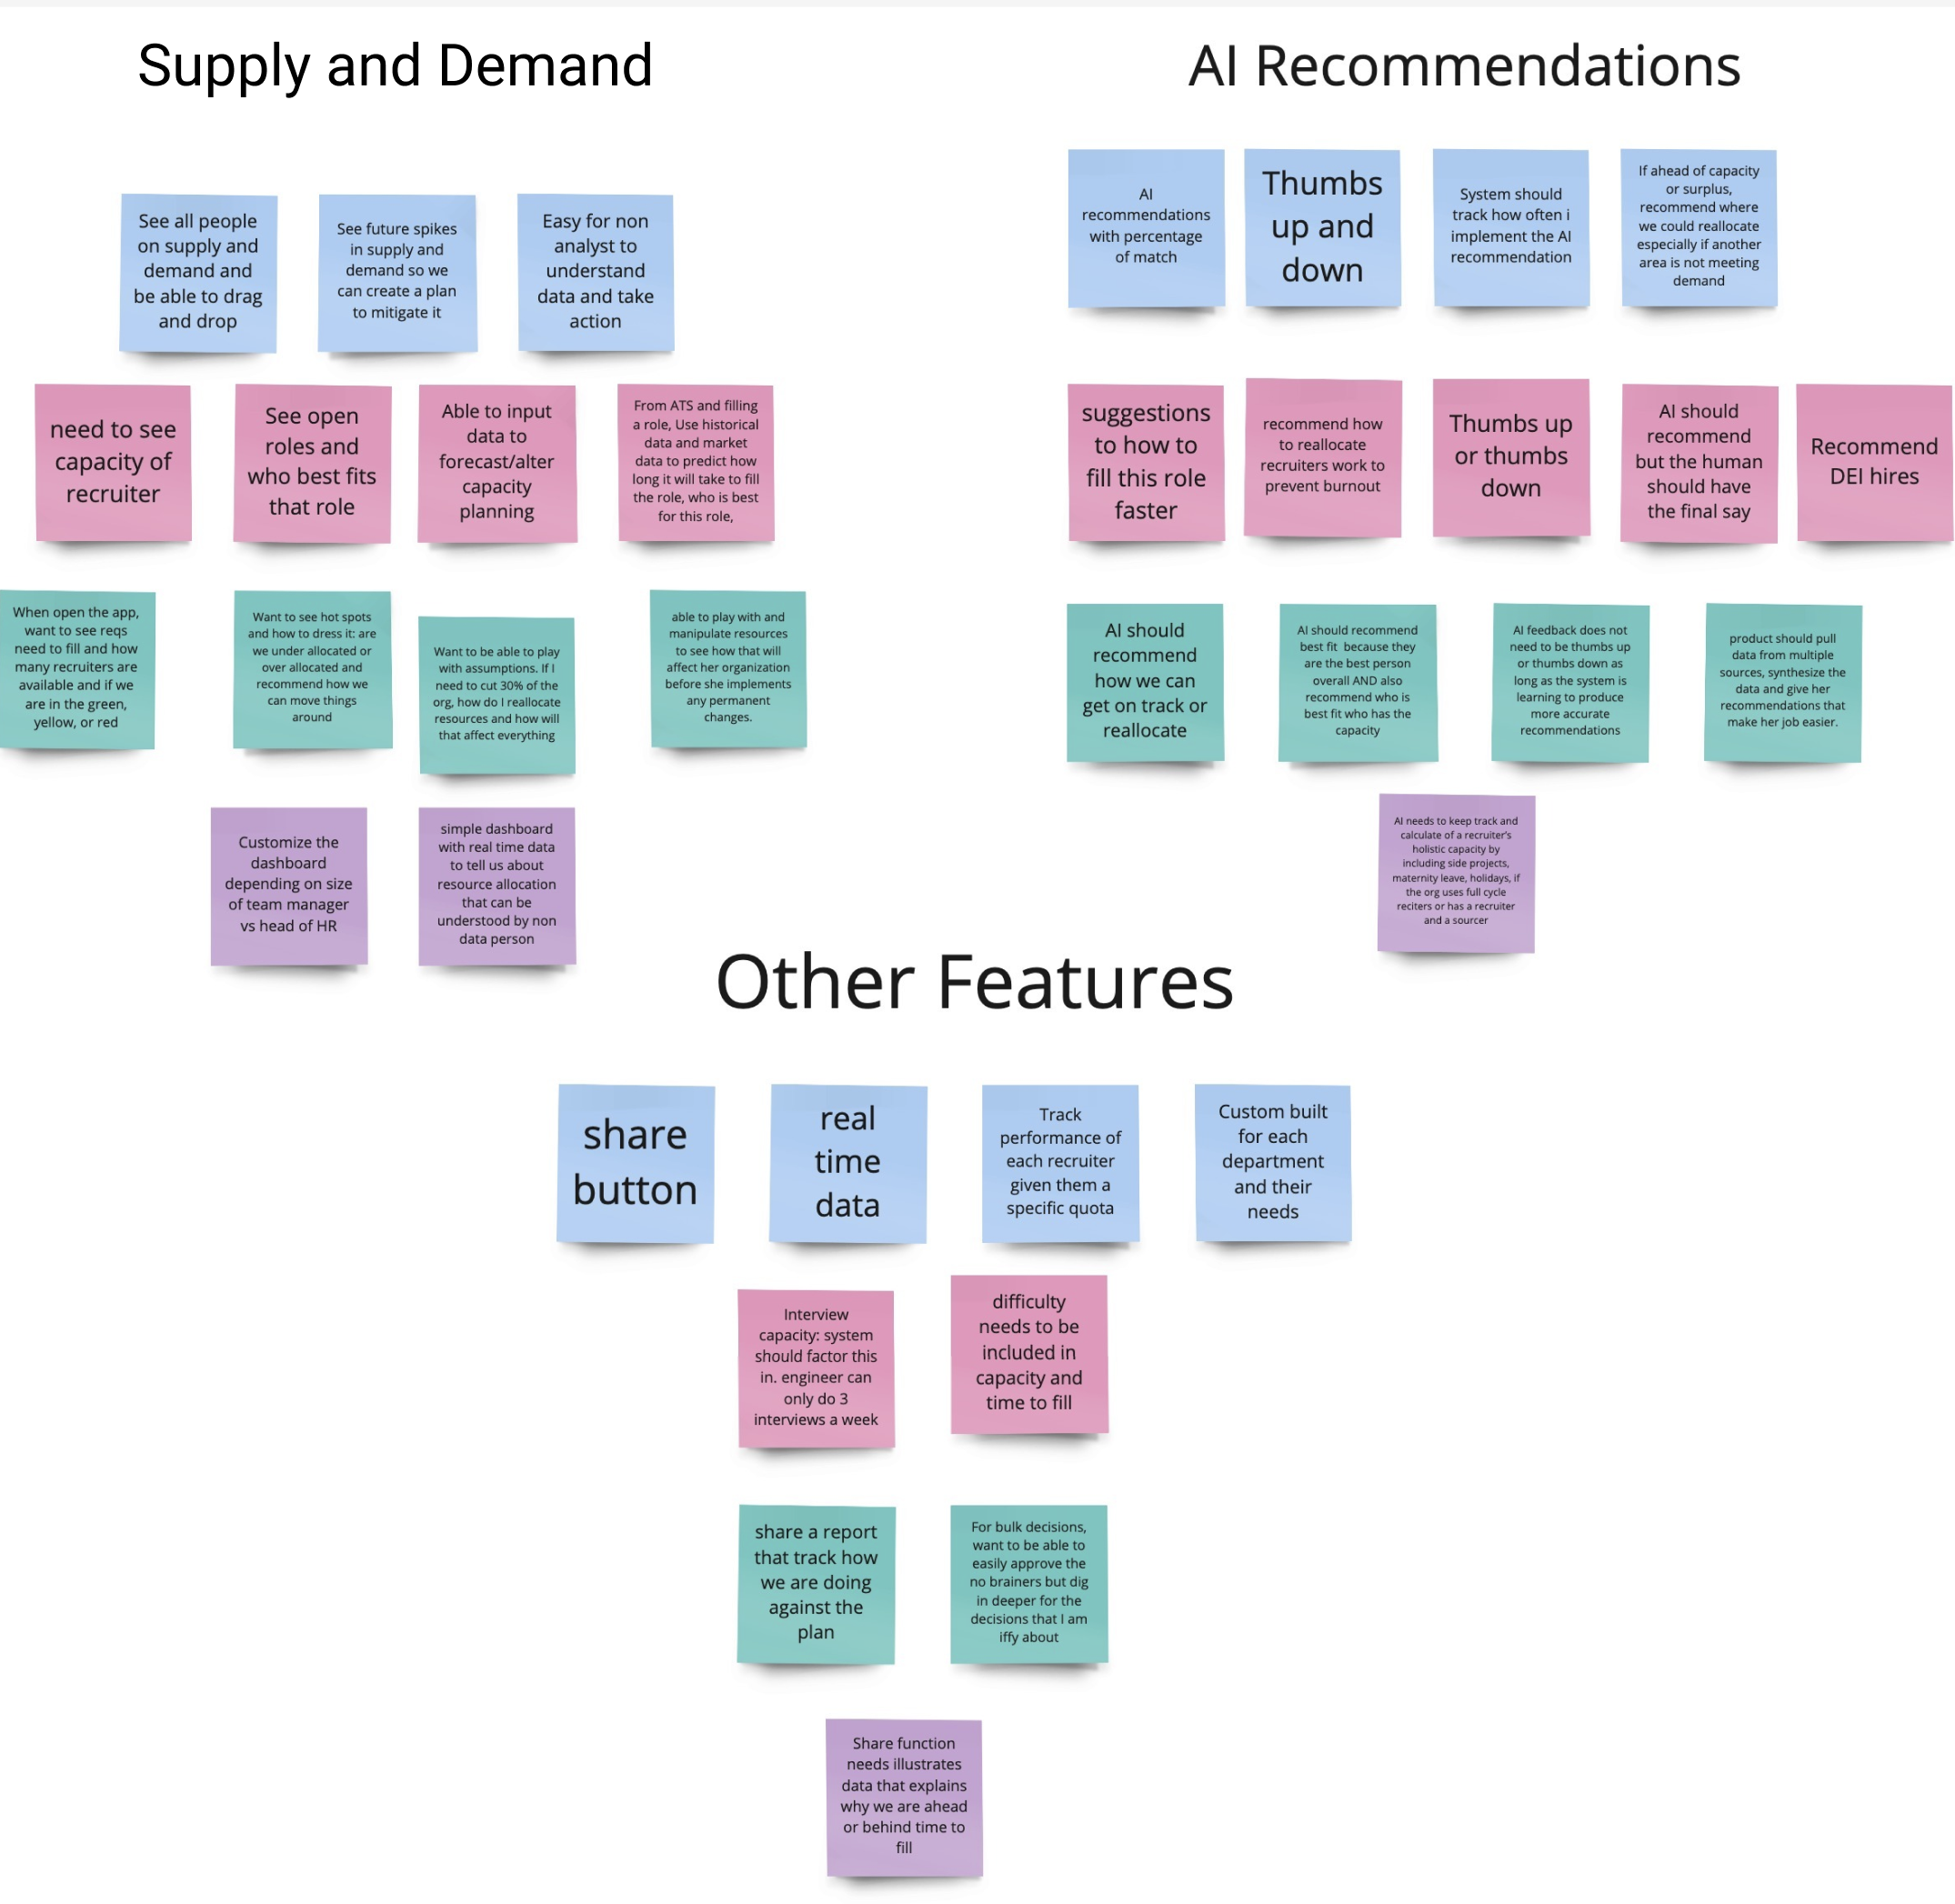 Supply and Demand
See all people
on supply and
demand and
be able to drag
and drop
See future spikes
in supply and
demand so we
can create a plan
to mitigate it
Easy for non
analyst to
understand
data and take
action
need to see
capacity of
recruiter
See open
roles and
who best fits
that role
Able to input
data to
forecast/alter
capacity
planning
From ATS and filling
a role, Use historical
data and market
data to predict how
long it will take to fill
the role, who is best
for this role,
When open the app,
want to see reqs
need to fill and how
many recruiters are
available and if we
are in the green,
yellow, or red
Want to see hot spots
and how to dress it: are
we under allocated or
over allocated and
recommend how we
can move things
around
Want to be able to play
with assumptions. If I
need to cut 30% of the
org, how do I reallocate
resources and how will
that affect everything
able to play with and
manipulate resources
to see how that will
affect her organization
before she implements
any permanent
changes.
Customize the
dashboard
depending on size
of team manager
vs head of HR
simple dashboard
with real time data
to tell us about
resource allocation
that can be
understood by non
data person
AI Recommendations
AI
recommendations
with percentage
of match
Thumbs
up and
down
System should
track how often i
implement the AI
recommendation
If ahead of capacity
or surplus,
recommend where
we could reallocate
especially if another
area is not meeting
demand
suggestions
to how to
fill this role
faster
recommend how
to reallocate
recruiters work to
prevent burnout
Thumbs up
or thumbs
down
AI should
recommend
but the human
should have
the final say
Recommend
DEI hires
AI should
recommend
how we can
get on track or
reallocate
AI should recommend
best fit because they
are the best person
overall AND also
recommend who is
best fit who has the
capacity
AI feedback does not
need to be thumbs up
or thumbs down as
long as the system is
learning to produce
more accurate
recommendations
product should pull
data from multiple
sources, synthesize the
data and give her
recommendations that
make her job easier.
AI needs to keep track and
calculate of a recruiter's
holistic capacity by
including side projects,
maternity leave, holidays, if
the org uses full cycle
reciters or has a recruiter
and a sourcer
Other Features
share
button
real
time
data
Track
performance of
each recruiter
given them a
specific quota
Custom built
for each
department
and their
needs
Interview
capacity: system
should factor this
in. engineer can
only do 3
interviews a week
difficulty
needs to be
included in
capacity and
time to fill
share a report
that track how
we are doing
against the
plan
For bulk decisions,
want to be able to
easily approve the
no brainers but dig
in deeper for the
decisions that I am
iffy about
Share function
needs illustrates
data that explains
why we are ahead
or behind time to
fill